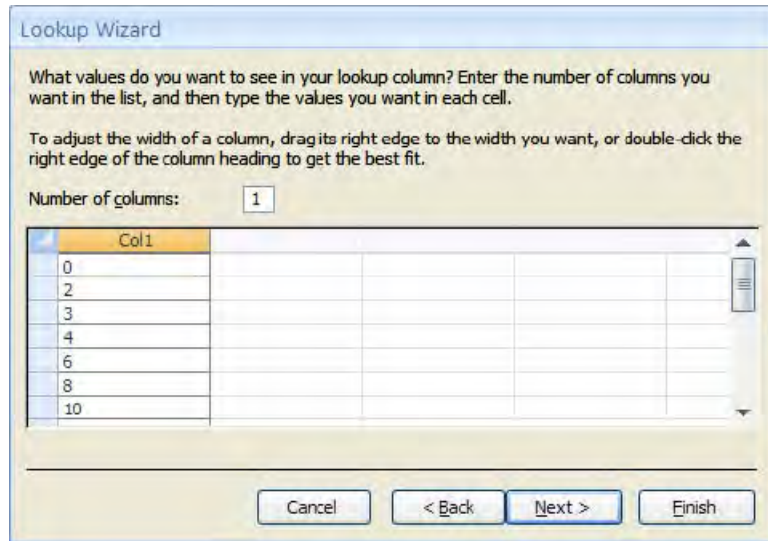 Lookup Wizard
What values do you want to see in your lookup column? Enter the number of columns you
want in the list, and then type the values you want in each cell.
To adjust the width of a column, drag its right edge to the width you want, or double-click the
right edge of the column heading to get the best fit.
Number of columns: 1
Col1
0
2
3
4
6
8
10
Cancel < Back Next > Finish